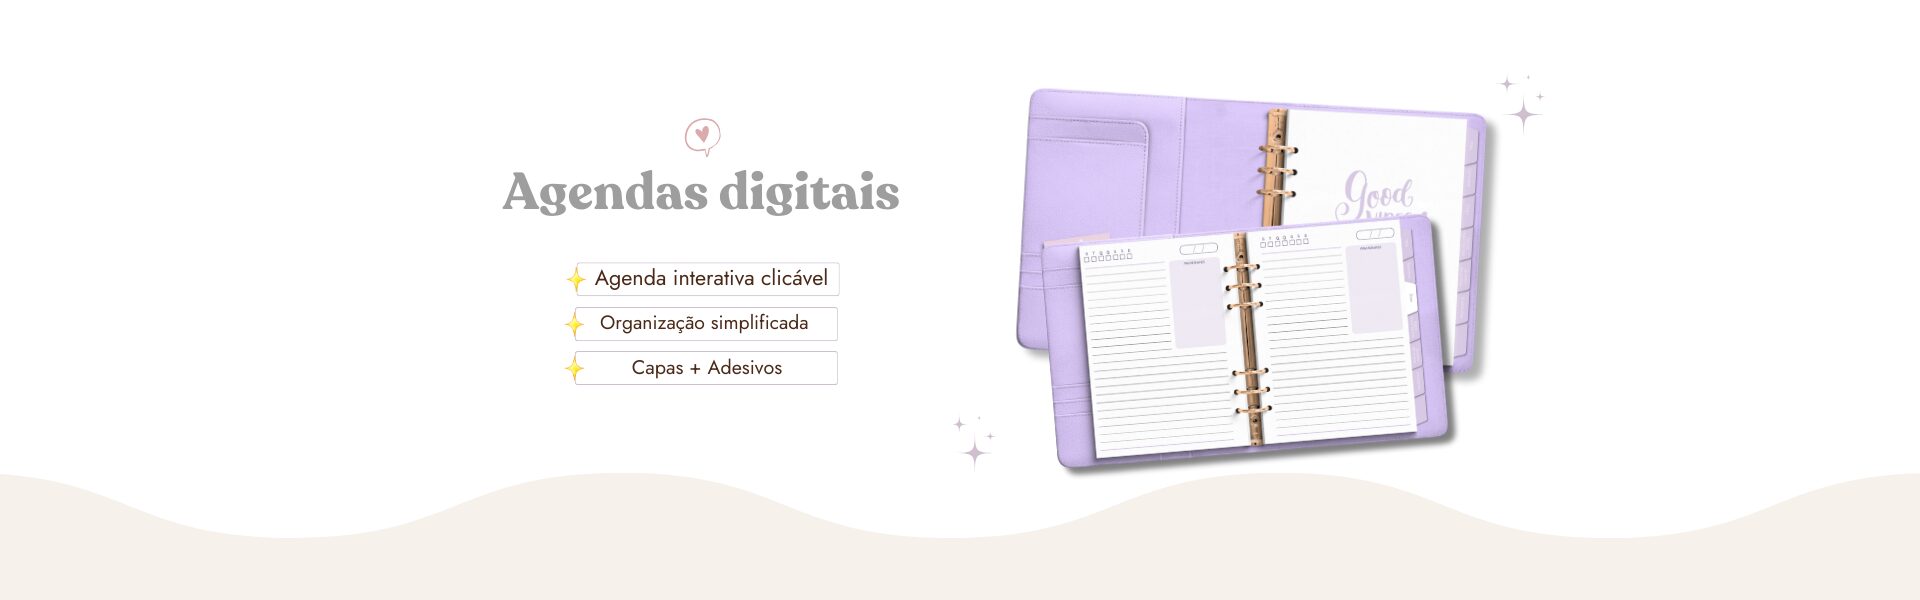 Agendas digitais
Agenda interativa clicável
Organização simplificada
Capas + Adesivos
Good